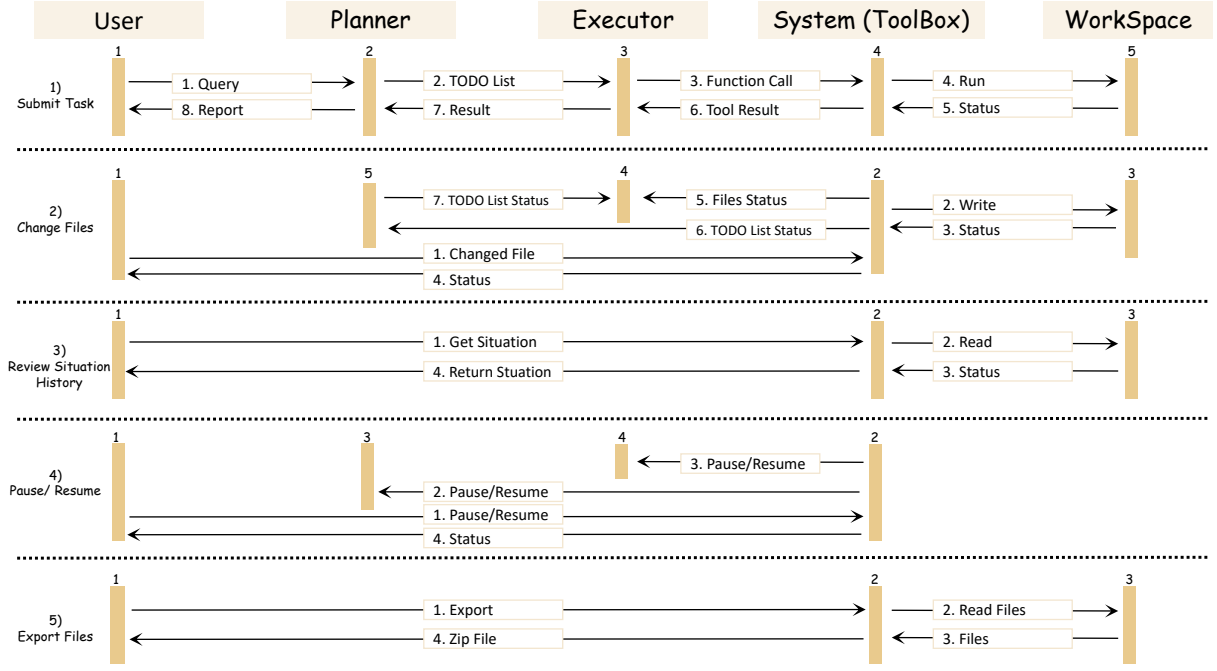 User Planner Executor System (ToolBox) WorkSpace
1 2 3 4 5
1)
Submit Task
1. Query 2. TODO List 3. Function Call 4. Run
8. Report 7. Result 6. Tool Result 5. Status
1 5 4 2 3
2)
Change Files
7. TODO List Status 5. Files Status 2. Write
6. TODO List Status 3. Status
1. Changed File
4. Status
1 2 3
3)
Review Situation
History
1. Get Situation 2. Read
4. Return Stuation 3. Status
1 3 4 2
4)
Pause/ Resume
3. Pause/Resume
2. Pause/Resume
1. Pause/Resume
4. Status
1 2 3
5)
Export Files
1. Export 2. Read Files
4. Zip File 3. Files